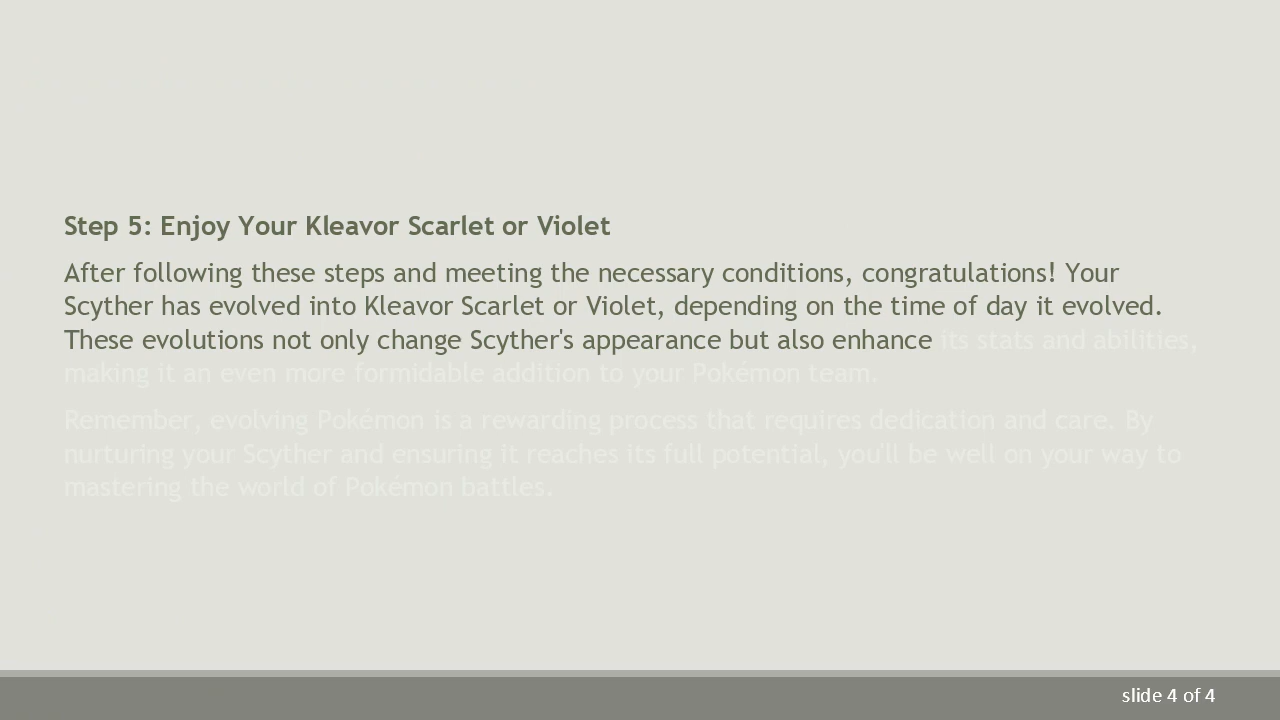 Step 5: Enjoy Your Kleavor Scarlet or Violet
After following these steps and meeting the necessary conditions, congratulations! Your
Scyther has evolved into Kleavor Scarlet or Violet, depending on the time of day it evolved.
These evolutions not only change Scyther's appearance but also enhance its stats and abilities,
making it an even more formidable addition to your Pokémon team.
Remember, evolving Pokémon is a rewarding process that requires dedication and care. By
nurturing your Scyther and ensuring it reaches its full potential, you'll be well on your way to
mastering the world of Pokémon battles.
slide 4 of 4